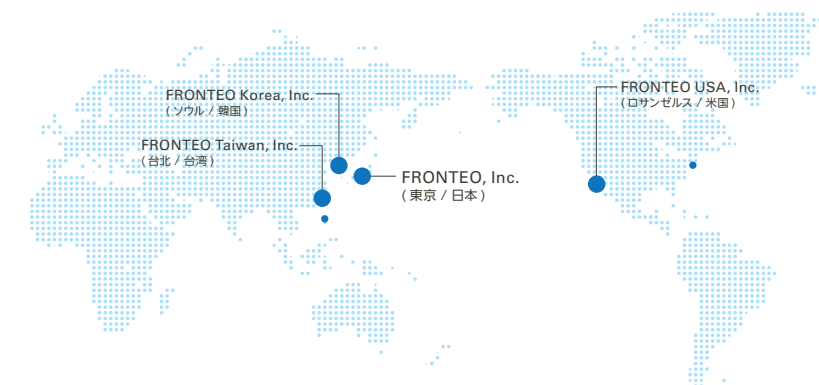 FRONTEO Korea, Inc.
(ソウル / 韓国)
FRONTEO Taiwan, Inc.
(台北 / 台湾)
FRONTEO, Inc.
(東京 / 日本)
FRONTEO USA, Inc.
(ロサンゼルス / 米国)